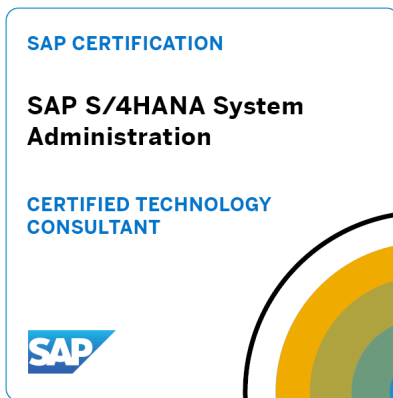 SAP CERTIFICATION
SAP S/4HANA System
Administration
CERTIFIED TECHNOLOGY
CONSULTANT
SAP